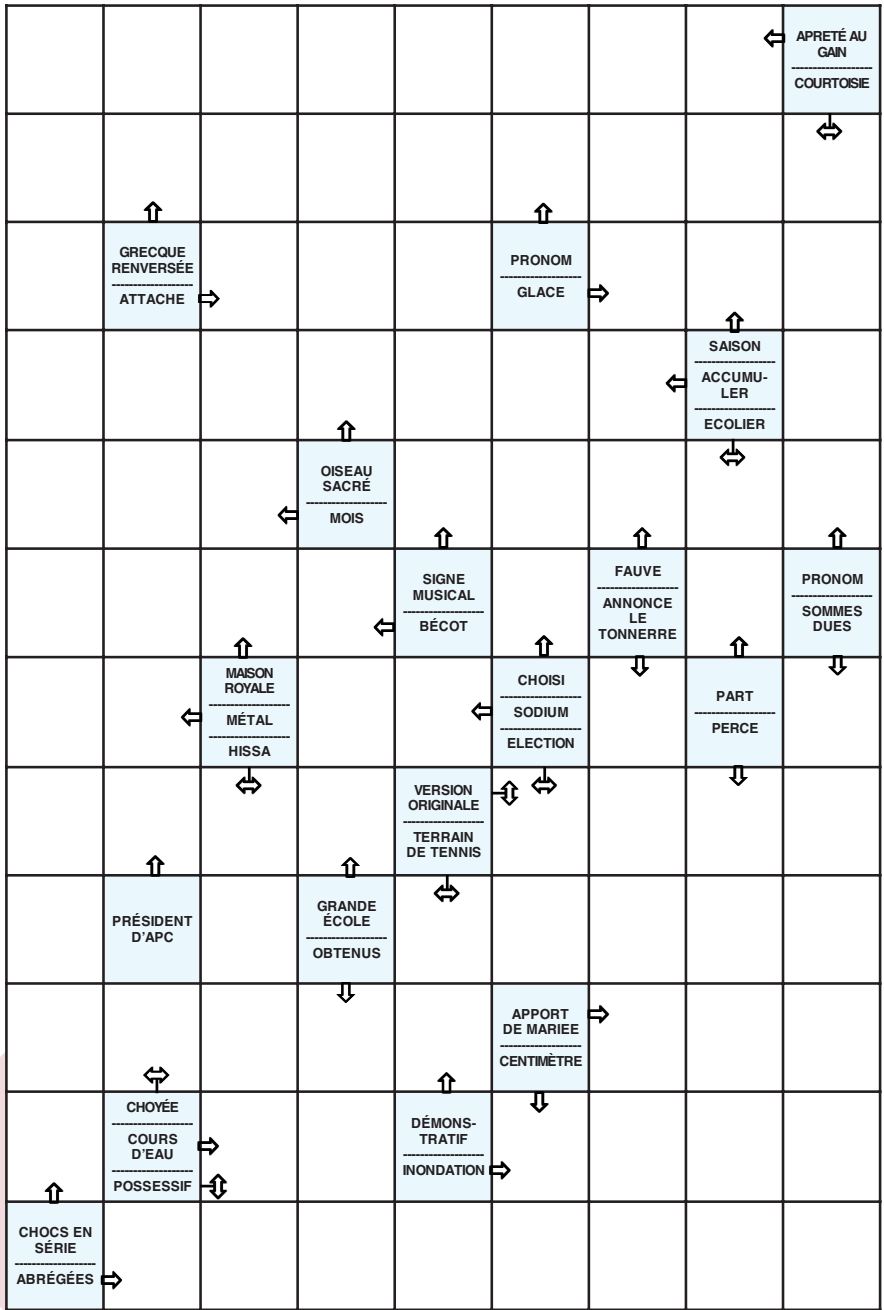 APRETÉ AU
GAIN
COURTOISIE
GRECQUE
RENVERSÉE
ATTACHE
PRONOM
GLACE
SAISON
ACCUMU-
LER
ECOLIER
OISEAU
SACRÉ
MOIS
SIGNE
MUSICAL
BÉCOT
FAUVE
ANNONCE
LE
TONNERRE
PRONOM
SOMMES
DUES
MAISON
ROYALE
MÉTAL
HISSA
CHOISI
SODIUM
ELECTION
PART
PERCE
VERSION
ORIGINALE
TERRAIN
DE TENNIS
PRÉSIDENT
D'APC
GRANDE
ÉCOLE
OBTENUS
APPORT
DE MARIEE
CENTIMÈTRE
CHOYÉE
COURS
D'EAU
POSSESSIF
DÉMONS-
TRATIF
INONDATION
CHOCS EN
SÉRIE
ABRÉGÉES